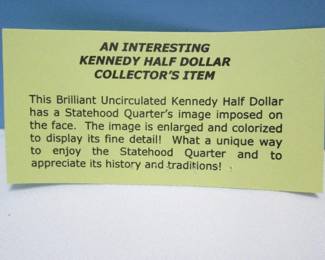 AN INTERESTING
KENNEDY HALF DOLLAR
COLLECTOR'S ITEM
This Brilliant Uncirculated Kennedy Half Dollar
has a Statehood Quarter's image imposed on
the face. The image is enlarged and colorized
to display its fine detail! What a unique way
to enjoy the Statehood Quarter and to
appreciate its history and traditions!